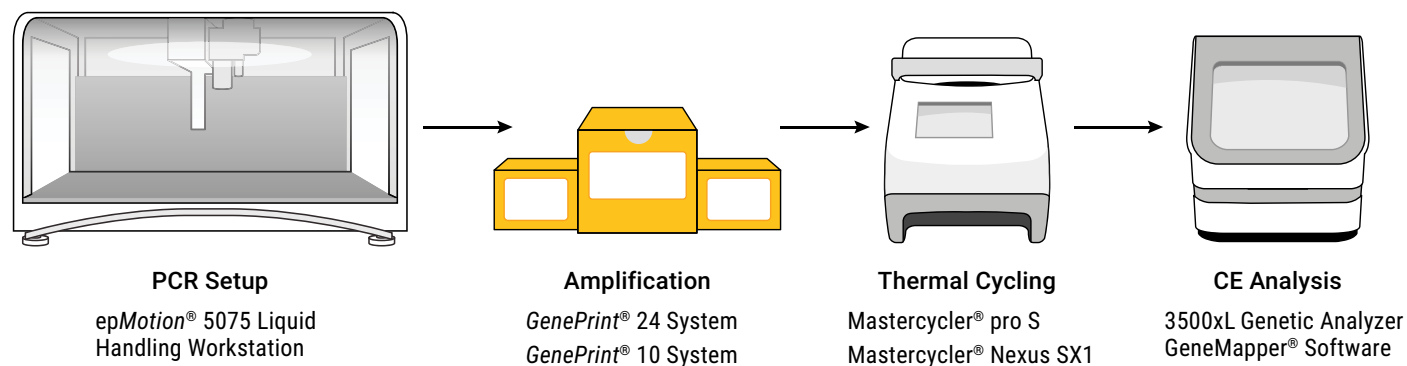 PCR Setup
epMotion® 5075 Liquid
Handling Workstation
Amplification
GenePrint® 24 System
GenePrint® 10 System
Thermal Cycling
Mastercycler® pro S
Mastercycler® Nexus SX1
CE Analysis
3500xL Genetic Analyzer
GeneMapper® Software